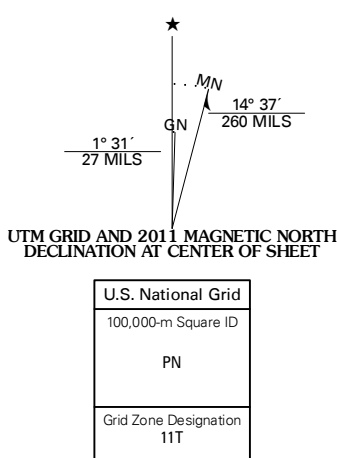 ★
MN
GN
14° 37´
260 MILS
1° 31´
27 MILS
UTM GRID AND 2011 MAGNETIC NORTH
DECLINATION AT CENTER OF SHEET
U.S. National Grid
100,000-m Square ID
PN
Grid Zone Designation
11T